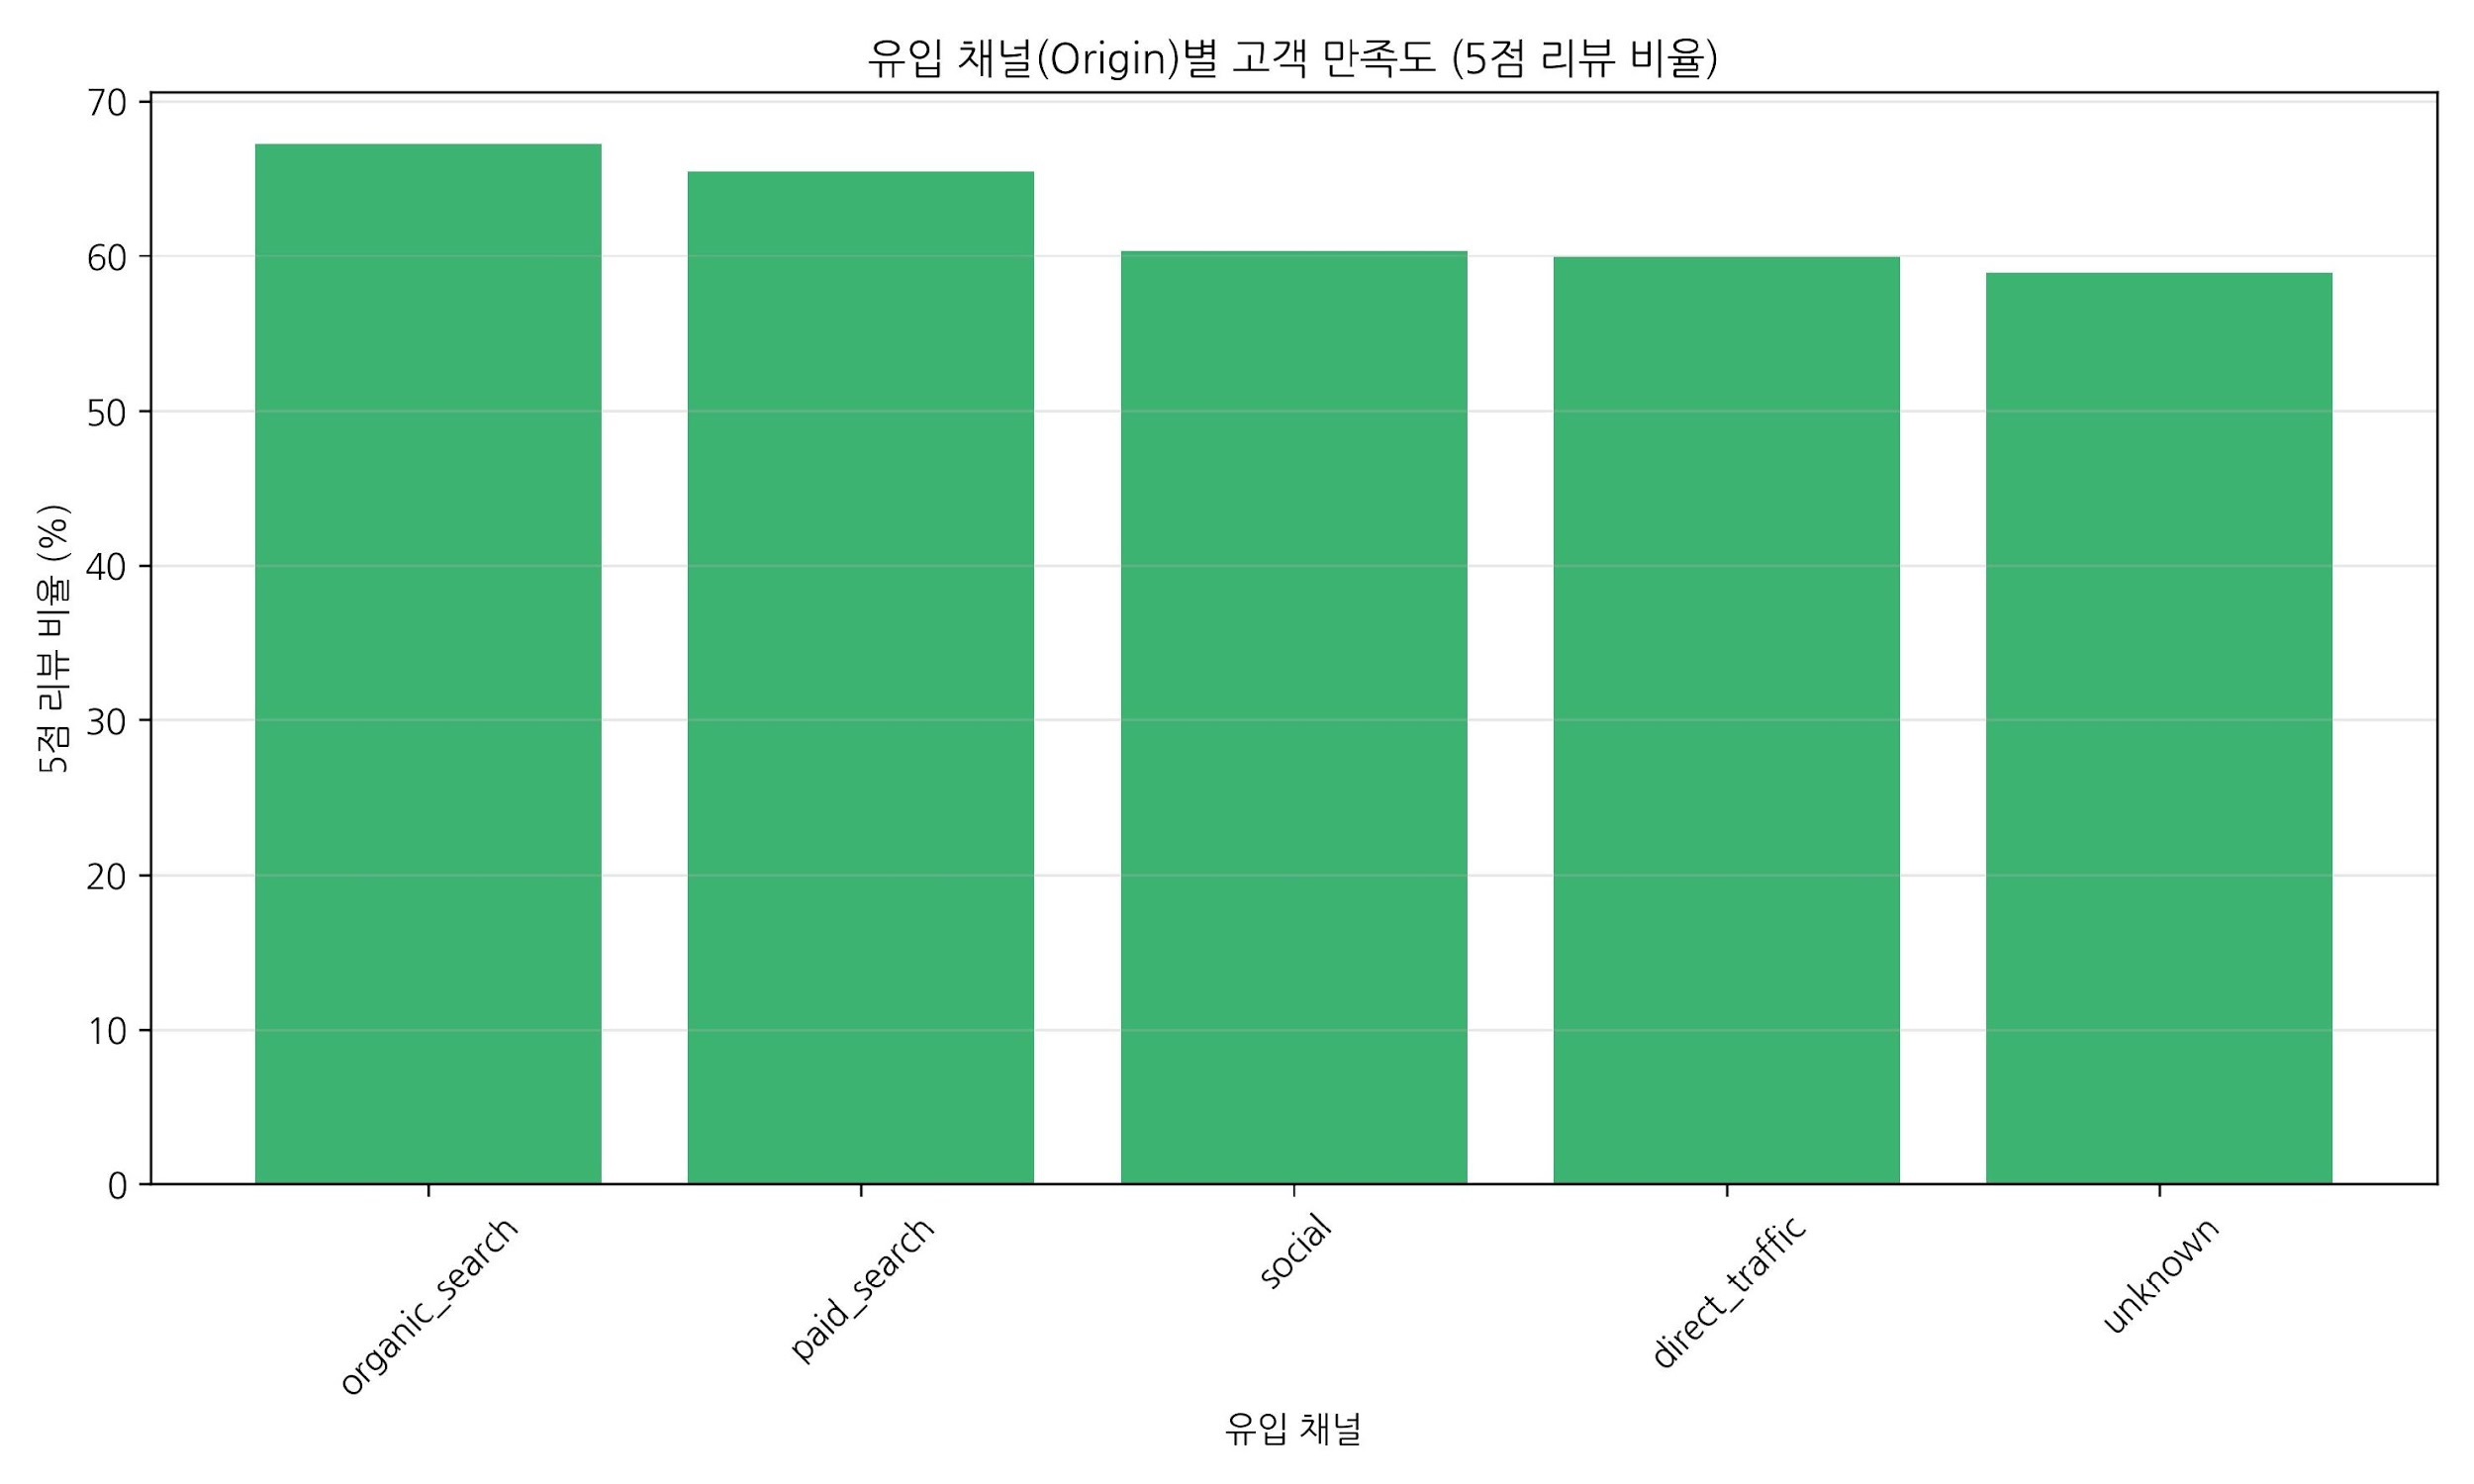 유입 채널(Origin)별 고객 만족도 (5점 리뷰 비율)
5점 리뷰 비율 (%)
70
60
50
40
30
20
10
0
organic_search
paid_search
social
direct_traffic
unknown
유입 채널